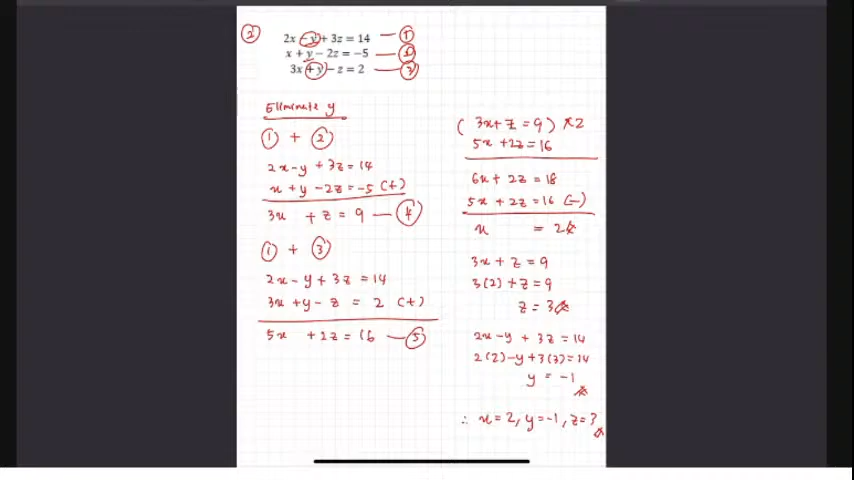 ②
2x − y + 3z = 14 — ①
x + y − 2z = −5 — ②
3x + y − z = 2 — ③
Eliminate y
① + ②
2x − y + 3z = 14
x + y − 2z = −5 (+)
3x + z = 9 — ④
① + ③
2x − y + 3z = 14
3x + y − z = 2 (+)
5x + 2z = 16 — ⑤
( 3x + z = 9 ) × 2
5x + 2z = 16
6x + 2z = 18
5x + 2z = 16 (−)
x = 2
3x + z = 9
3(2) + z = 9
z = 3
2x − y + 3z = 14
2(2) − y + 3(3) = 14
y = −1
∴ x = 2, y = −1, z = 3